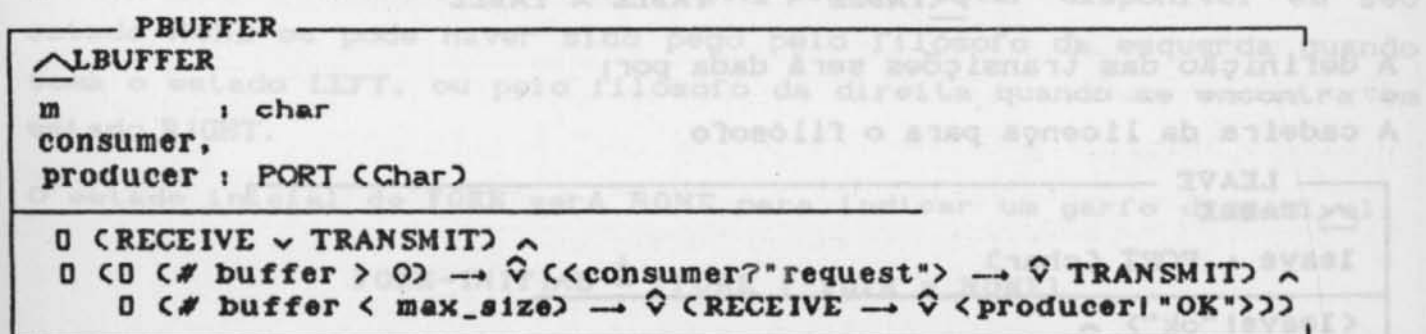 PBUFFER
△LBUFFER
m : char
consumer,
producer : PORT (Char)
□ (RECEIVE ∨ TRANSMIT) ∧
□ (□ (# buffer > 0) → ◇ (<consumer?"request"> → ◇ TRANSMIT) ∧
□ (# buffer < max_size) → ◇ (RECEIVE → ◇ <producer!"OK">)))